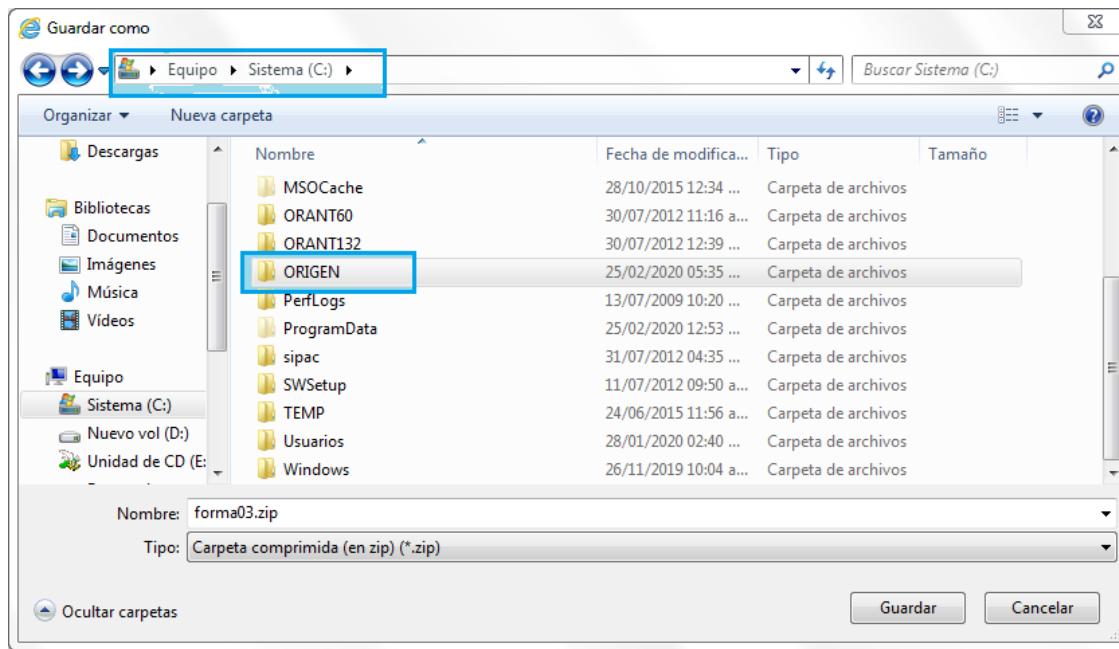 Guardar como
Equipo Sistema (C:) Buscar Sistema (C:)
Organizar Nueva carpeta
Descargas Nombre Fecha de modifica... Tipo Tamaño
MSOCache 28/10/2015 12:34 ... Carpeta de archivos
Bibliotecas ORANT60 30/07/2012 11:16 a... Carpeta de archivos
Documentos ORANT132 30/07/2012 12:39 ... Carpeta de archivos
Imágenes ORIGEN 25/02/2020 05:35 ... Carpeta de archivos
Música PerfLogs 13/07/2009 10:20 ... Carpeta de archivos
Vídeos ProgramData 25/02/2020 12:53 ... Carpeta de archivos
sipac 31/07/2012 04:35 ... Carpeta de archivos
Equipo SWSetup 11/07/2012 09:50 a... Carpeta de archivos
Sistema (C:) TEMP 24/06/2015 11:56 a... Carpeta de archivos
Nuevo vol (D:) Usuarios 28/01/2020 02:40 ... Carpeta de archivos
Unidad de CD (E: Windows 26/11/2019 10:04 a... Carpeta de archivos
Nombre: forma03.zip
Tipo: Carpeta comprimida (en zip) (*.zip)
Ocultar carpetas Guardar Cancelar